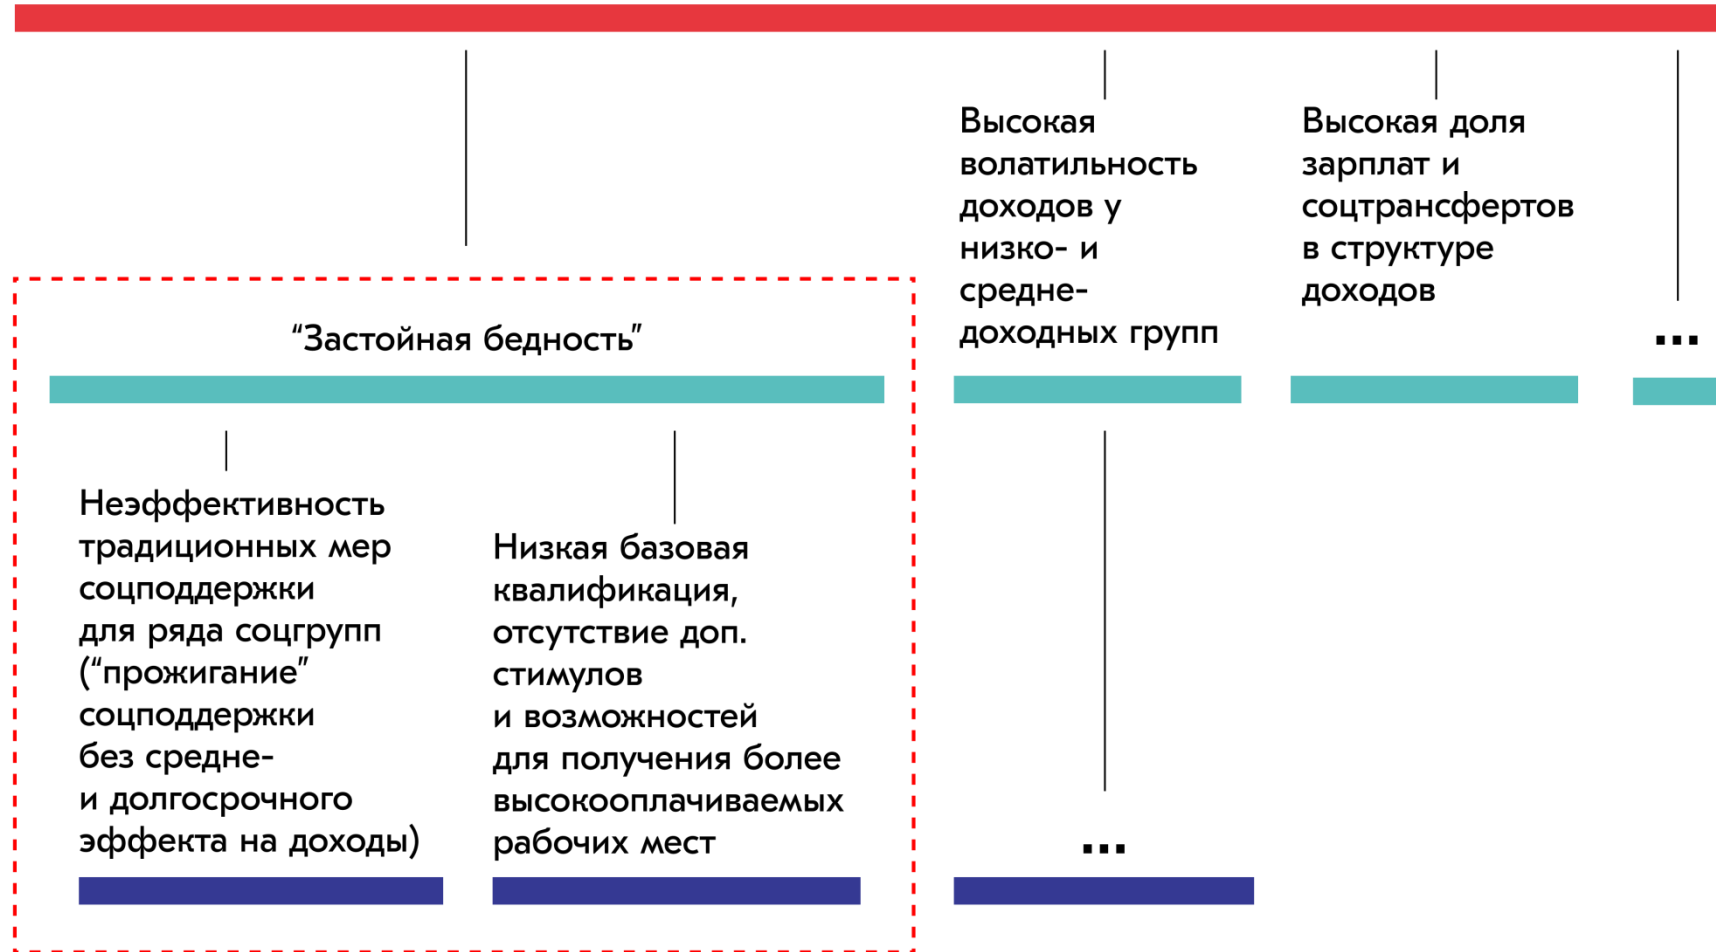 Высокая
волатильность
доходов у
низко- и
средне-
доходных групп
Высокая доля
зарплат и
соцтрансфертов
в структуре
доходов
...
“Застойная бедность”
Неэффективность
традиционных мер
соцподдержки
для ряда соцгрупп
(“прожигание”
соцподдержки
без средне-
и долгосрочного
эффекта на доходы)
Низкая базовая
квалификация,
отсутствие доп.
стимулов
и возможностей
для получения более
высокооплачиваемых
рабочих мест
...